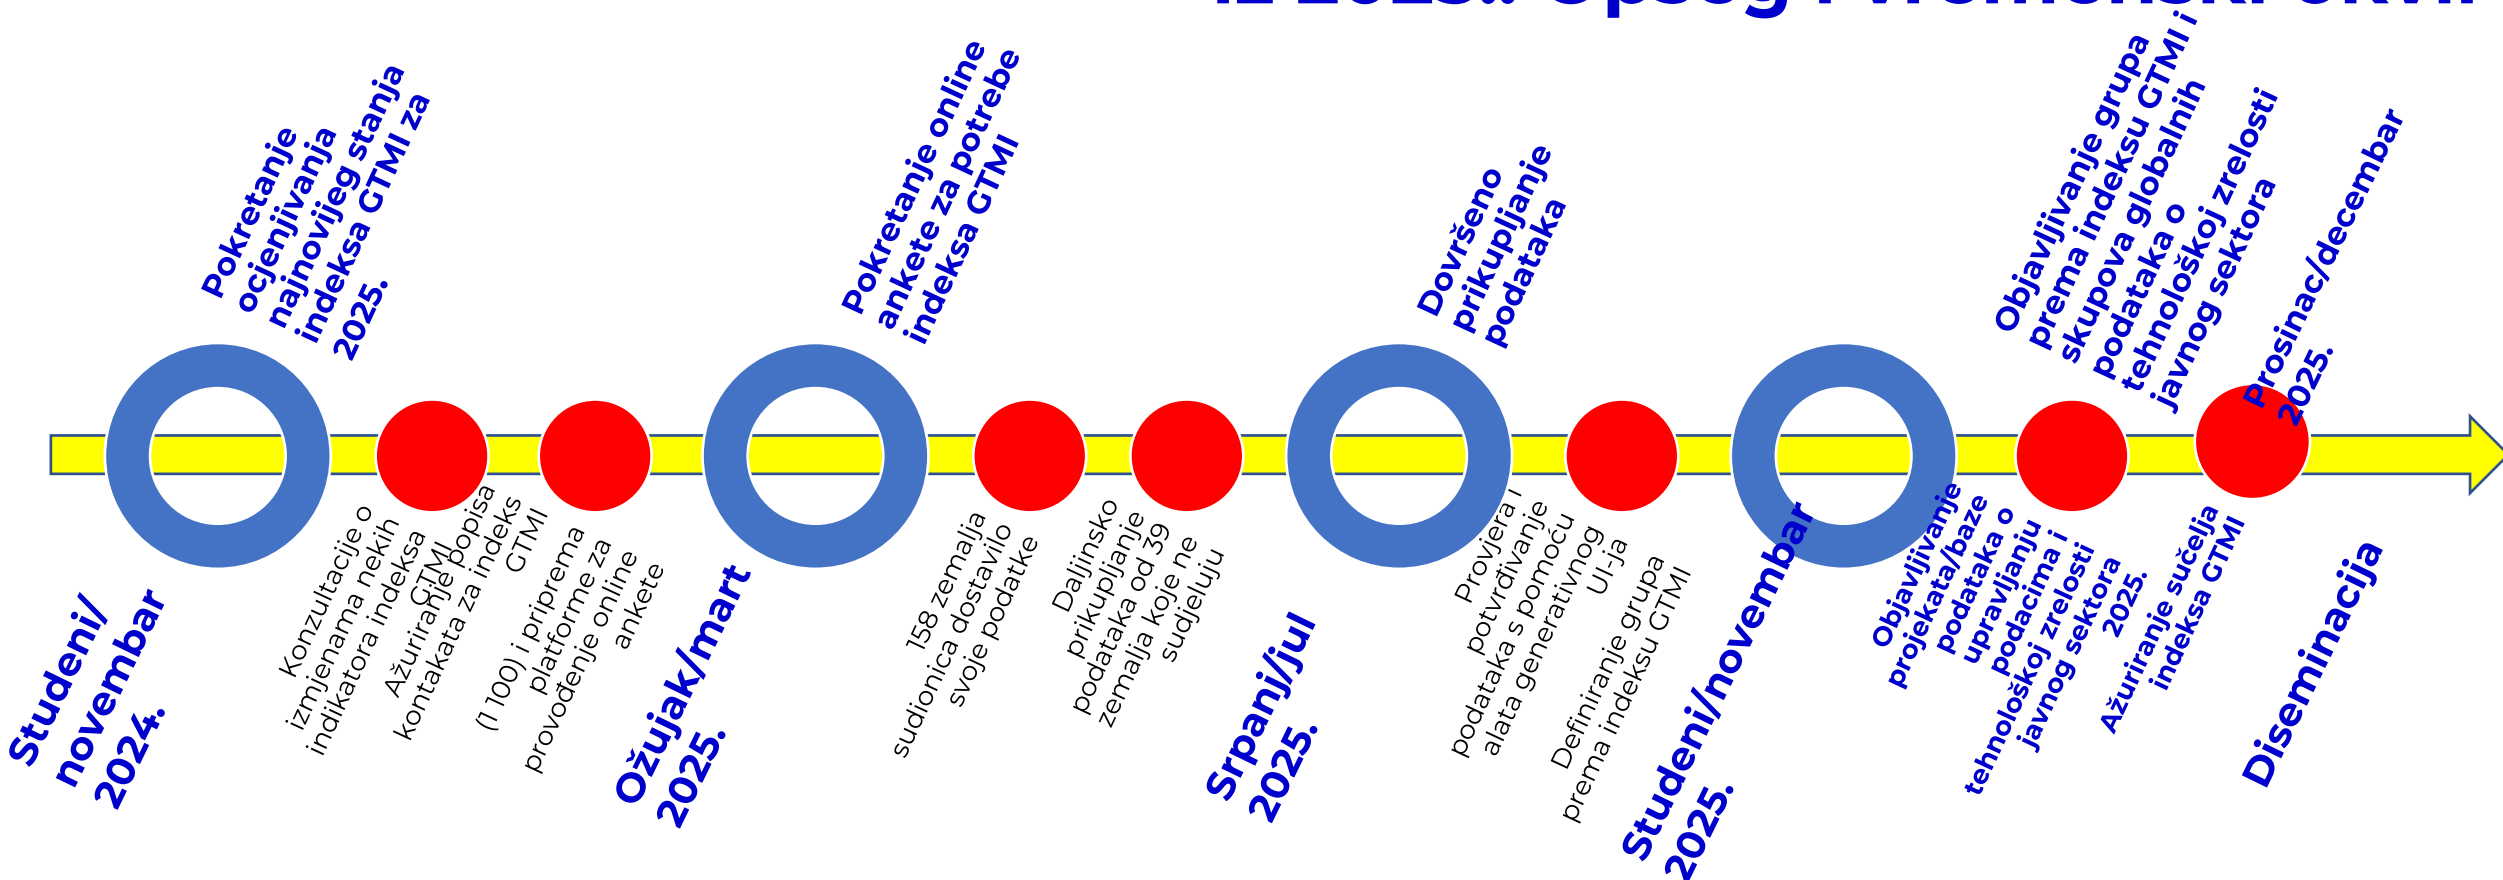 Pokretanje
ocjenjivanja
najnovijeg stanja
indeksa GTMI za
2025.
Studeni/
novembar
2024.
Konzultacije o
izmjenama nekih
indikatora indeksa
GTMI
Ažuriranje popisa
kontakata za indeks
GTMI
(1 100) i priprema
platforme za
provođenje online
ankete
Pokretanje online
ankete za potrebe
indeksa GTMI
Ožujak/mart
2025.
158 zemalja
sudionica dostavilo
svoje podatke
Daljinsko
prikupljanje
podataka od 39
zemalja koje ne
sudjeluju
Dovršeno
prikupljanje
podataka
Srpanj/jul
2025.
Provjera i
potvrđivanje
podataka s pomoću
alata generativnog
UI-ja
Definiranje grupa
prema indeksu GTMI
Objavljivanje grupa
prema indeksu GTMI i
skupova globalnih
podataka o
tehnološkoj zrelosti
javnog sektora
Studeni/novembar
2025.
Objavljivanje
projekata/baze
podataka o
upravljanju
podacima i
tehnološkoj zrelosti
javnog sektora
2025.
Ažuriranje sučelja
indeksa GTMI
Prosinac/decembar
2025.
Diseminacija